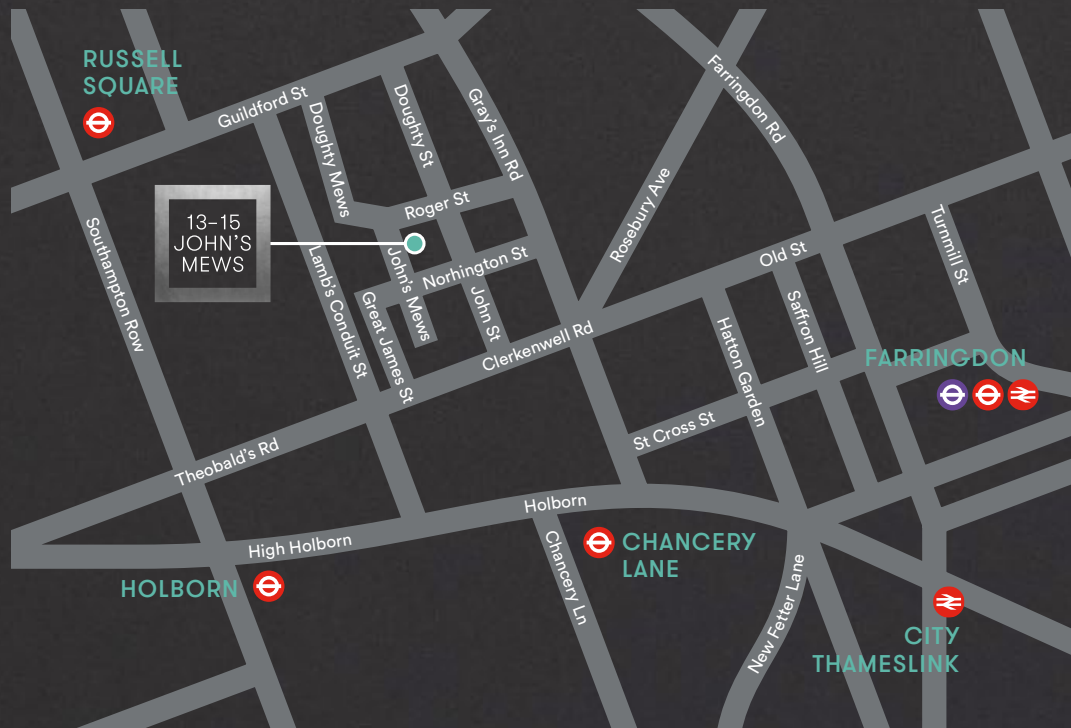 RUSSELL
SQUARE
Guildford St
Doughty Mews
Doughty St
Gray's Inn Rd
Farringdon Rd
Roger St
Rosebury Ave
13–15
JOHN'S
MEWS
Southampton Row
Lamb's Conduit St
John's Mews
Norhington St
Great James St
John St
Clerkenwell Rd
Old St
Turnmill St
Saffron Hill
Hatton Garden
FARRINGDON
St Cross St
Theobald's Rd
Holborn
High Holborn
Chancery Ln
CHANCERY
LANE
HOLBORN
New Fetter Lane
CITY
THAMESLINK